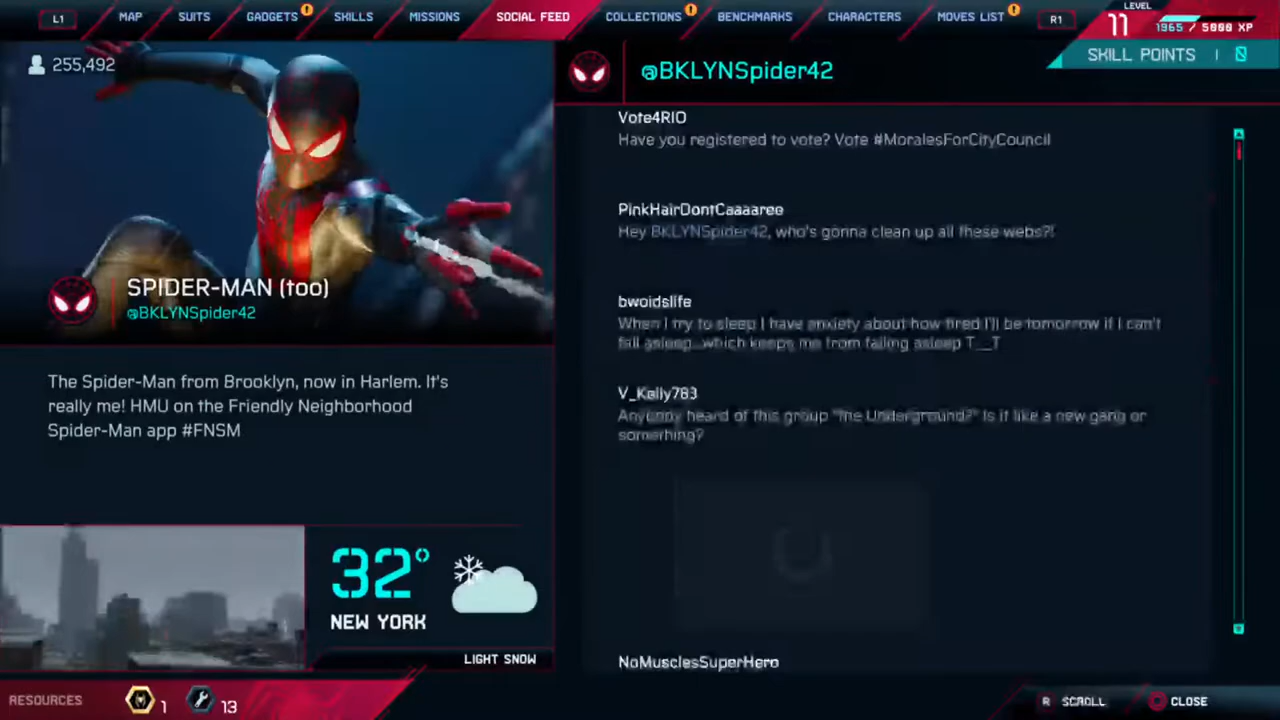 L1 MAP SUITS GADGETS SKILLS MISSIONS SOCIAL FEED COLLECTIONS BENCHMARKS CHARACTERS MOVES LIST R1
LEVEL
11
1965 / 5000 XP
SKILL POINTS | 0
255,492
SPIDER-MAN (too)
@BKLYNSpider42
The Spider-Man from Brooklyn, now in Harlem. It's
really me! HMU on the Friendly Neighborhood
Spider-Man app #FNSM
32°
NEW YORK
LIGHT SNOW
@BKLYNSpider42
Vote4RIO
Have you registered to vote? Vote #MoralesForCityCouncil
PinkHairDontCaaaaree
Hey BKLYNSpider42, who's gonna clean up all these webs?!
bwoidslife
When I try to sleep I have anxiety about how tired I'll be tomorrow if I can't
fall asleep...which keeps me from falling asleep T__T
V_Kelly783
Anybody heard of this group "The Underground?" Is it like a new gang or
something?
NoMusclesSuperHero
RESOURCES 1 13
R SCROLL CLOSE